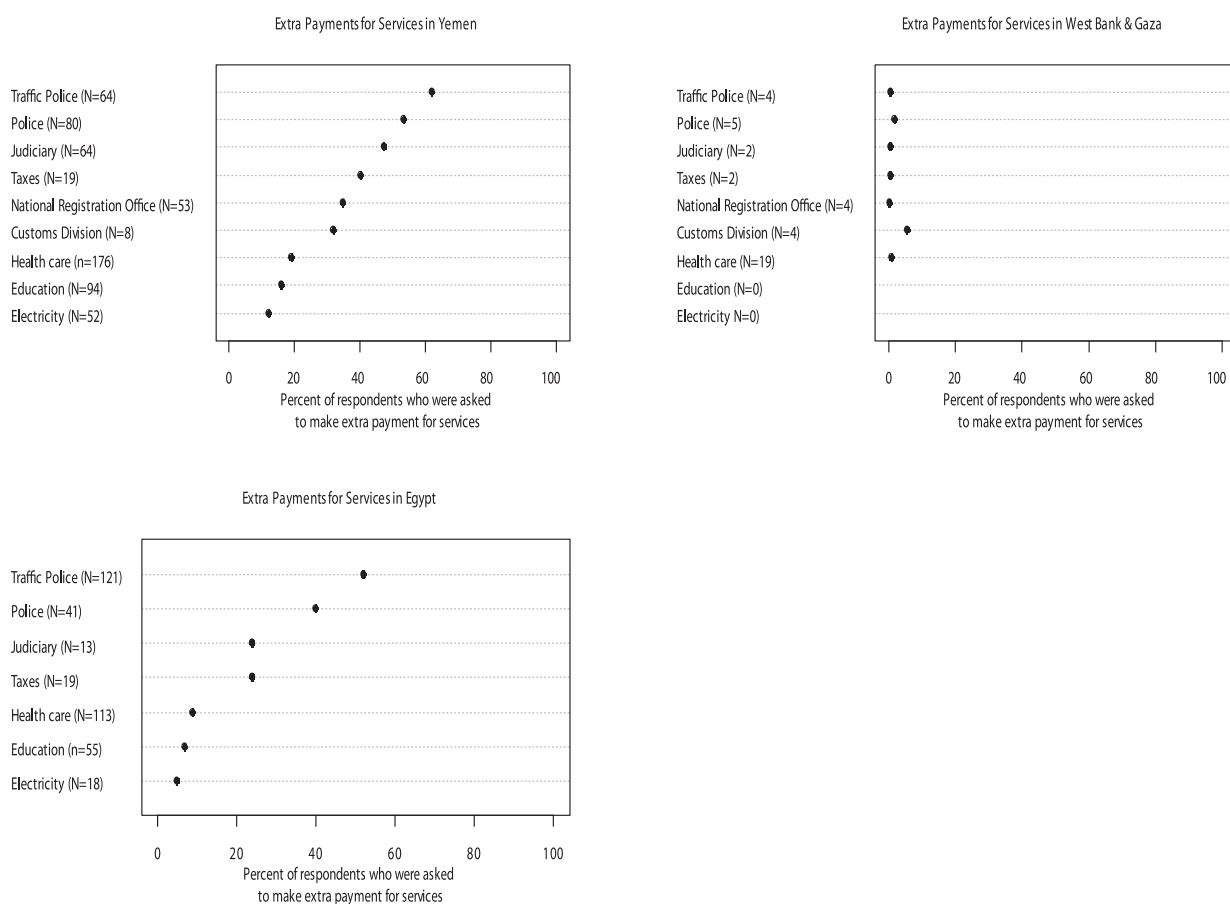 Extra Payments for Services in Yemen
Traffic Police (N=64)
Police (N=80)
Judiciary (N=64)
Taxes (N=19)
National Registration Office (N=53)
Customs Division (N=8)
Health care (n=176)
Education (N=94)
Electricity (N=52)
0 20 40 60 80 100
Percent of respondents who were asked
to make extra payment for services
Extra Payments for Services in West Bank & Gaza
Traffic Police (N=4)
Police (N=5)
Judiciary (N=2)
Taxes (N=2)
National Registration Office (N=4)
Customs Division (N=4)
Health care (N=19)
Education (N=0)
Electricity N=0)
0 20 40 60 80 100
Percent of respondents who were asked
to make extra payment for services
Extra Payments for Services in Egypt
Traffic Police (N=121)
Police (N=41)
Judiciary (N=13)
Taxes (N=19)
Health care (N=113)
Education (n=55)
Electricity (N=18)
0 20 40 60 80 100
Percent of respondents who were asked
to make extra payment for services